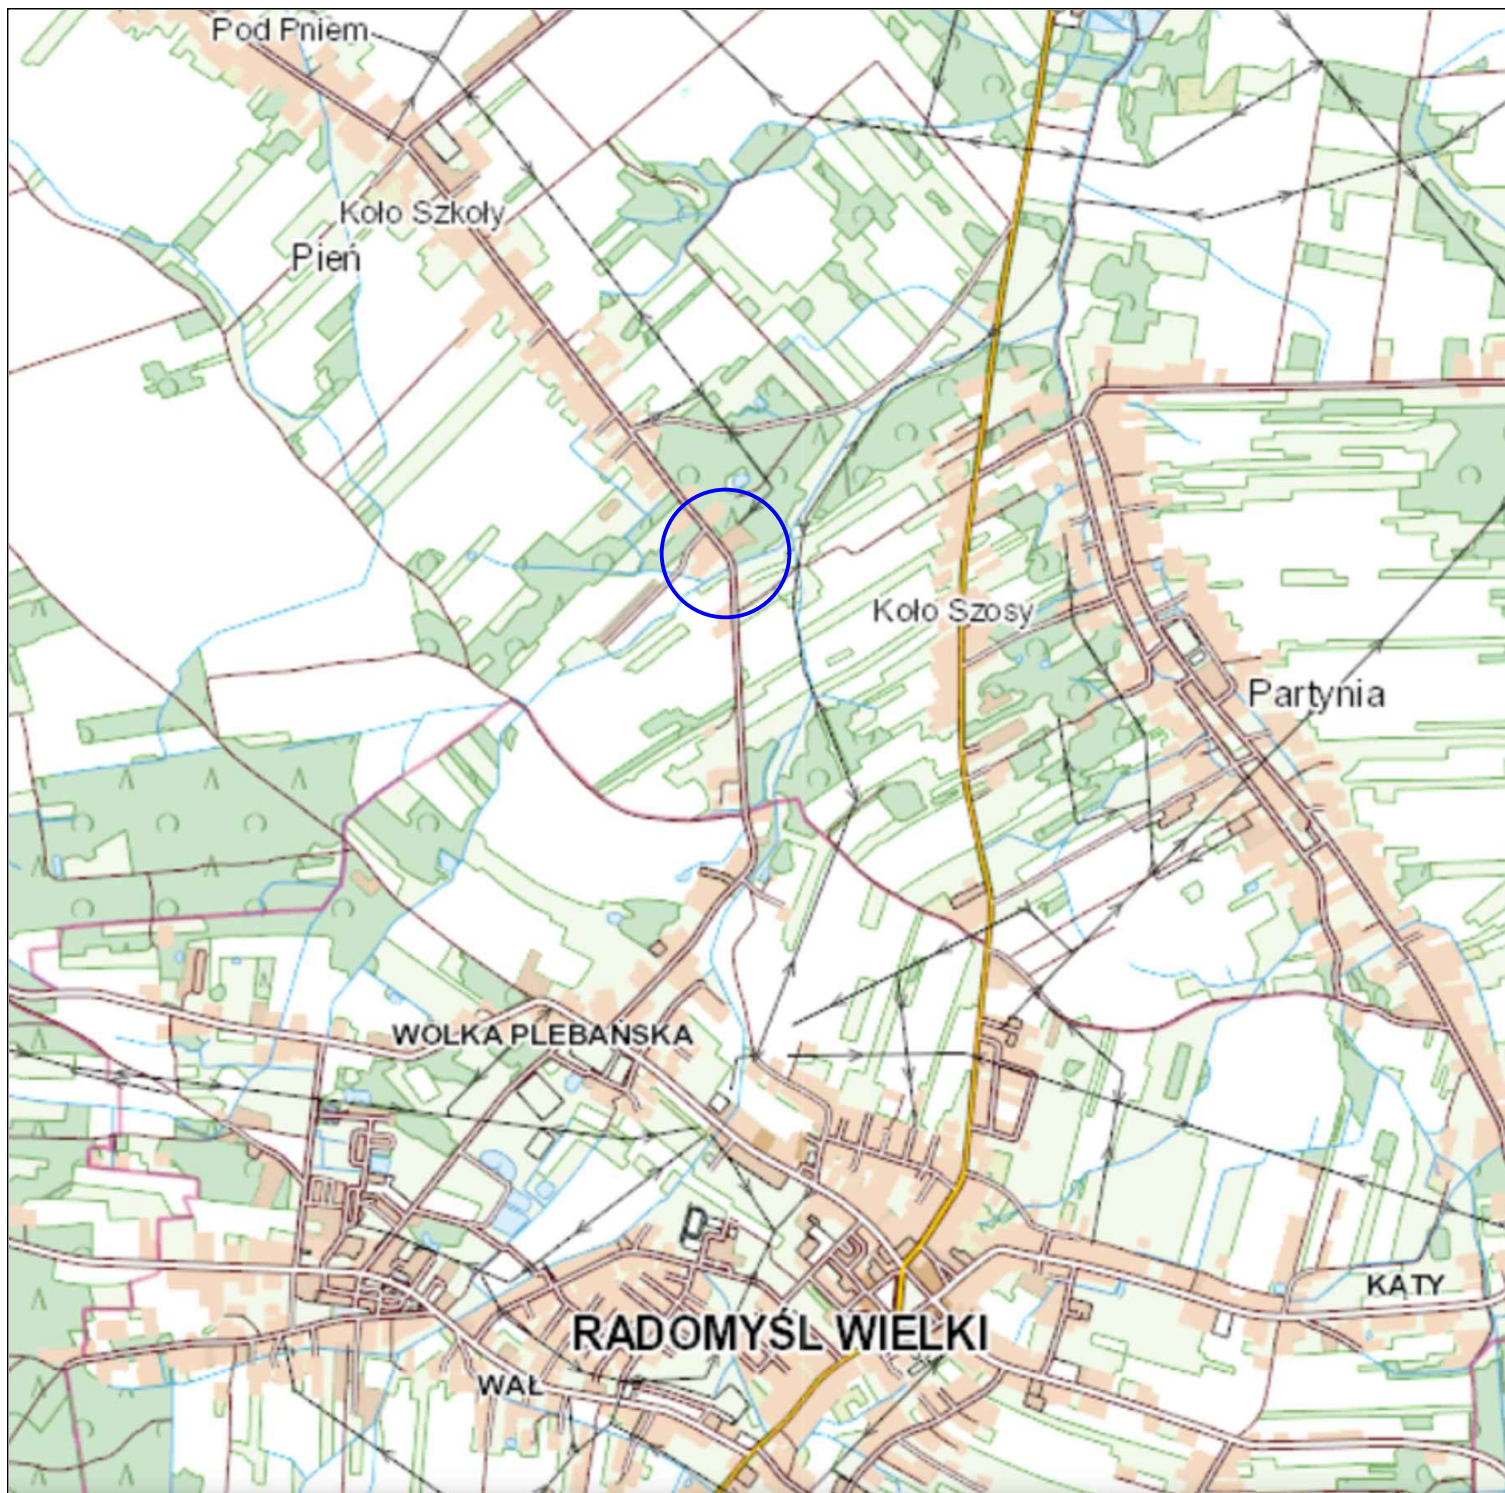 Pod Pniem
Koło Szkoły
Pień
Koło Szosy
Partynia
WOLKA PLEBAŃSKA
KĄTY
RADOMYŚL WIELKI
WAŁ